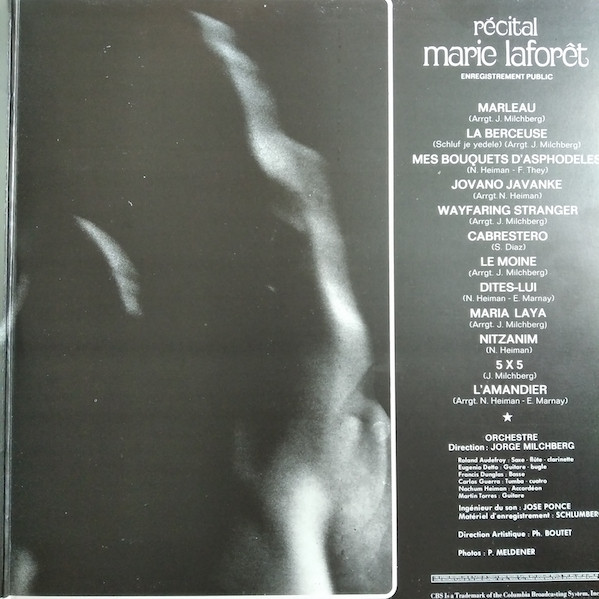 récital
marie laforêt
ENREGISTREMENT PUBLIC
MARLEAU
(Arrgt. J. Milchberg)
LA BERCEUSE
(Schluf je yedele) (Arrgt. J. Milchberg)
MES BOUQUETS D'ASPHODELES
(N. Heiman - F. They)
JOVANO JAVANKE
(Arrgt. N. Heiman)
WAYFARING STRANGER
(Arrgt. J. Milchberg)
CABRESTERO
(S. Diaz)
LE MOINE
(Arrgt. J. Milchberg)
DITES-LUI
(N. Heiman - E. Marnay)
MARIA LAYA
(Arrgt. J. Milchberg)
NITZANIM
(N. Heiman)
5 X 5
(J. Milchberg)
L'AMANDIER
(Arrgt. N. Heiman - E. Marnay)
ORCHESTRE
Direction : JORGE MILCHBERG
Roland Audefroy : Saxo - flûte - clarinette
Eugenio Detto : Guitare - bugle
Francis Dunglas : Basse
Carlos Guerra : Tumba - cuatro
Nachum Heiman : Accordéon
Martin Torres : Guitare
Ingénieur du son : JOSE PONCE
Matériel d'enregistrement : SCHLUMBER
Direction Artistique : Ph. BOUTET
Photos : P. MELDENER
CBS Is a Trademark of the Columbia Broadcasting System, Inc